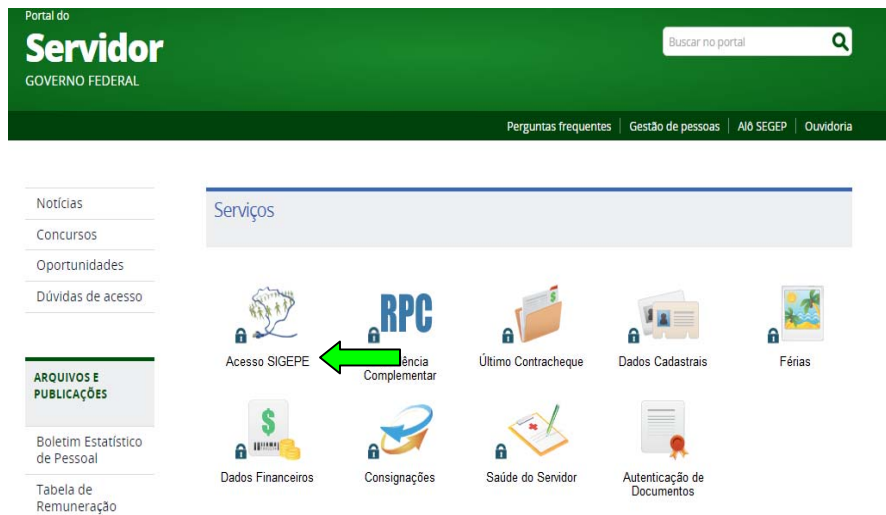 Portal do
Servidor
GOVERNO FEDERAL
Buscar no portal
Perguntas frequentes
Gestão de pessoas
Alô SEGEP
Ouvidoria
Notícias
Concursos
Oportunidades
Dúvidas de acesso
ARQUIVOS E
PUBLICAÇÕES
Boletim Estatístico
de Pessoal
Tabela de
Remuneração
Serviços
RPC
Acesso SIGEPE
ência
Complementar
Último Contracheque
Dados Cadastrais
Férias
Dados Financeiros
Consignações
Saúde do Servidor
Autenticação de
Documentos